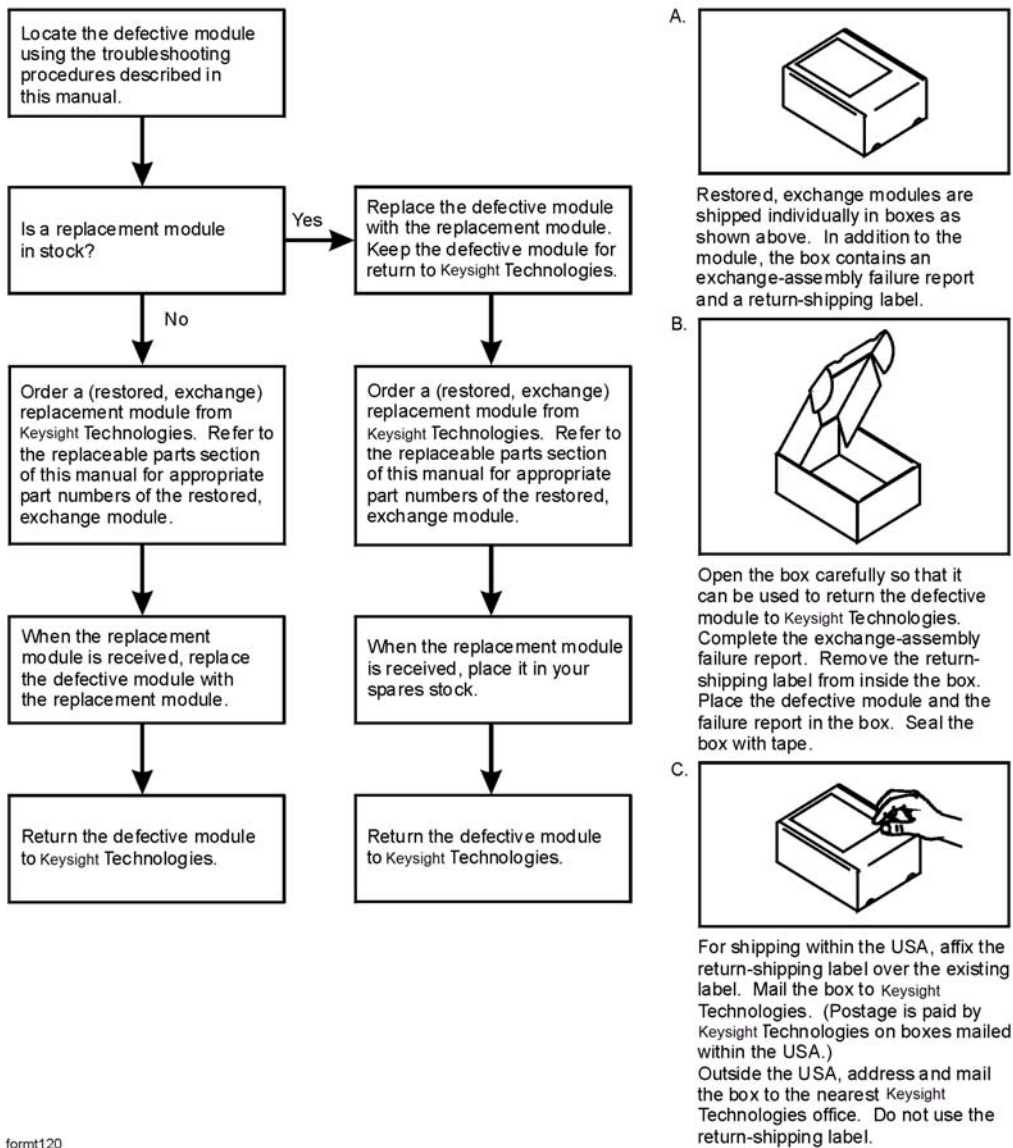 Locate the defective module
using the troubleshooting
procedures described in
this manual.
Is a replacement module
in stock?
Yes
No
Replace the defective module
with the replacement module.
Keep the defective module for
return to Keysight Technologies.
Order a (restored, exchange)
replacement module from
Keysight Technologies. Refer to
the replaceable parts section
of this manual for appropriate
part numbers of the restored,
exchange module.
Order a (restored, exchange)
replacement module from
Keysight Technologies. Refer to
the replaceable parts section
of this manual for appropriate
part numbers of the restored,
exchange module.
When the replacement
module is received, replace
the defective module with
the replacement module.
When the replacement module
is received, place it in your
spares stock.
Return the defective module
to Keysight Technologies.
Return the defective module
to Keysight Technologies.
A.
Restored, exchange modules are
shipped individually in boxes as
shown above. In addition to the
module, the box contains an
exchange-assembly failure report
and a return-shipping label.
B.
Open the box carefully so that it
can be used to return the defective
module to Keysight Technologies.
Complete the exchange-assembly
failure report. Remove the return-
shipping label from inside the box.
Place the defective module and the
failure report in the box. Seal the
box with tape.
C.
For shipping within the USA, affix the
return-shipping label over the existing
label. Mail the box to Keysight
Technologies. (Postage is paid by
Keysight Technologies on boxes mailed
within the USA.)
Outside the USA, address and mail
the box to the nearest Keysight
Technologies office. Do not use the
return-shipping label.
formt120